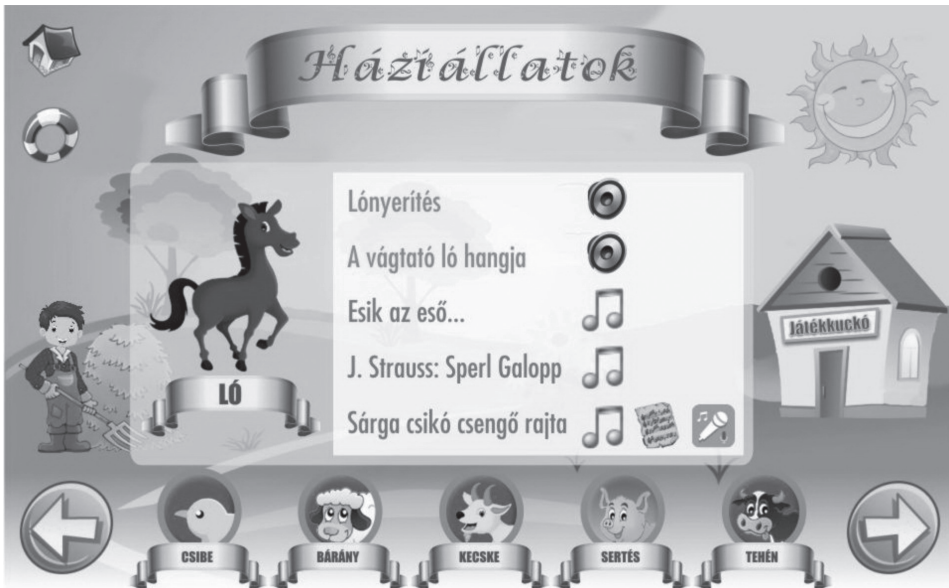 Háziállatok
Lónyerítés
A vágtató ló hangja
Esik az eső...
J. Strauss: Sperl Galopp
Sárga csikó csengő rajta
LÓ
Játékkuckó
CSIBE
BÁRÁNY
KECSKE
SERTÉS
TEHÉN